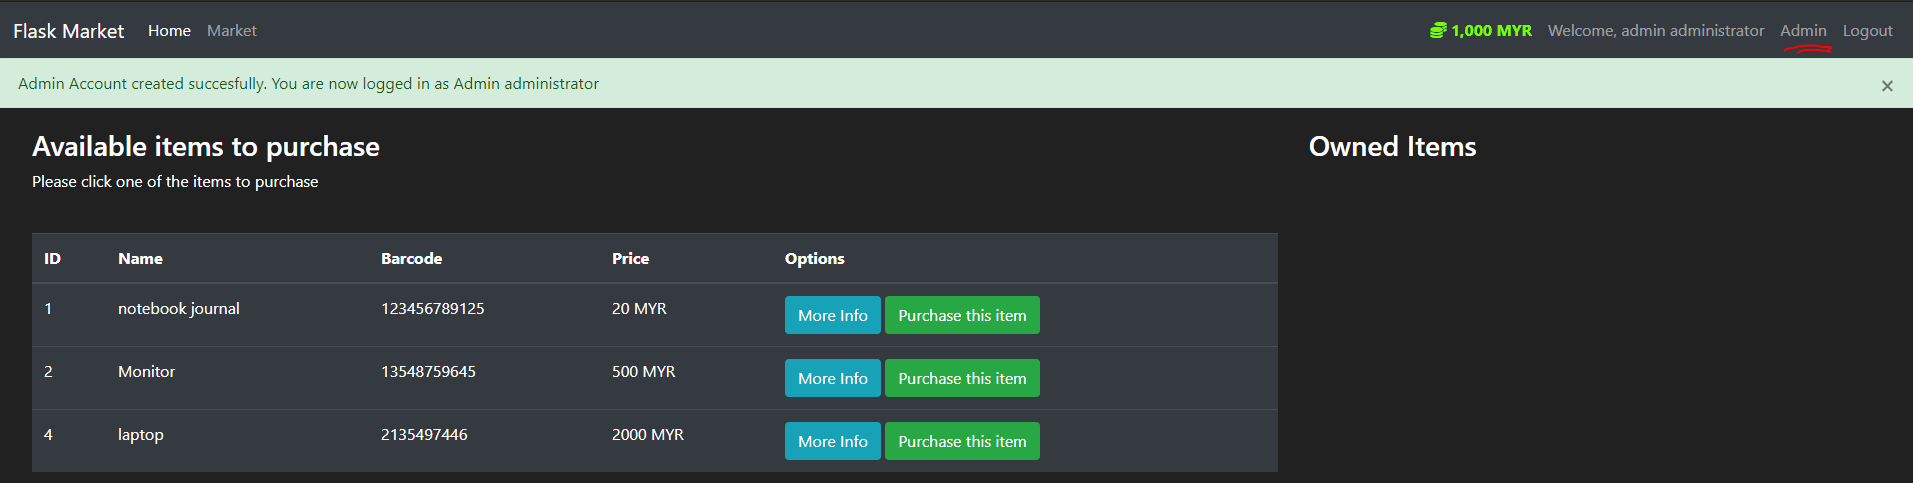 Flask Market Home Market 1,000 MYR Welcome, admin administrator Admin Logout
Admin Account created succesfully. You are now logged in as Admin administrator ×
Available items to purchase
Please click one of the items to purchase
Owned Items
ID Name Barcode Price Options
1 notebook journal 123456789125 20 MYR More Info Purchase this item
2 Monitor 13548759645 500 MYR More Info Purchase this item
4 laptop 2135497446 2000 MYR More Info Purchase this item